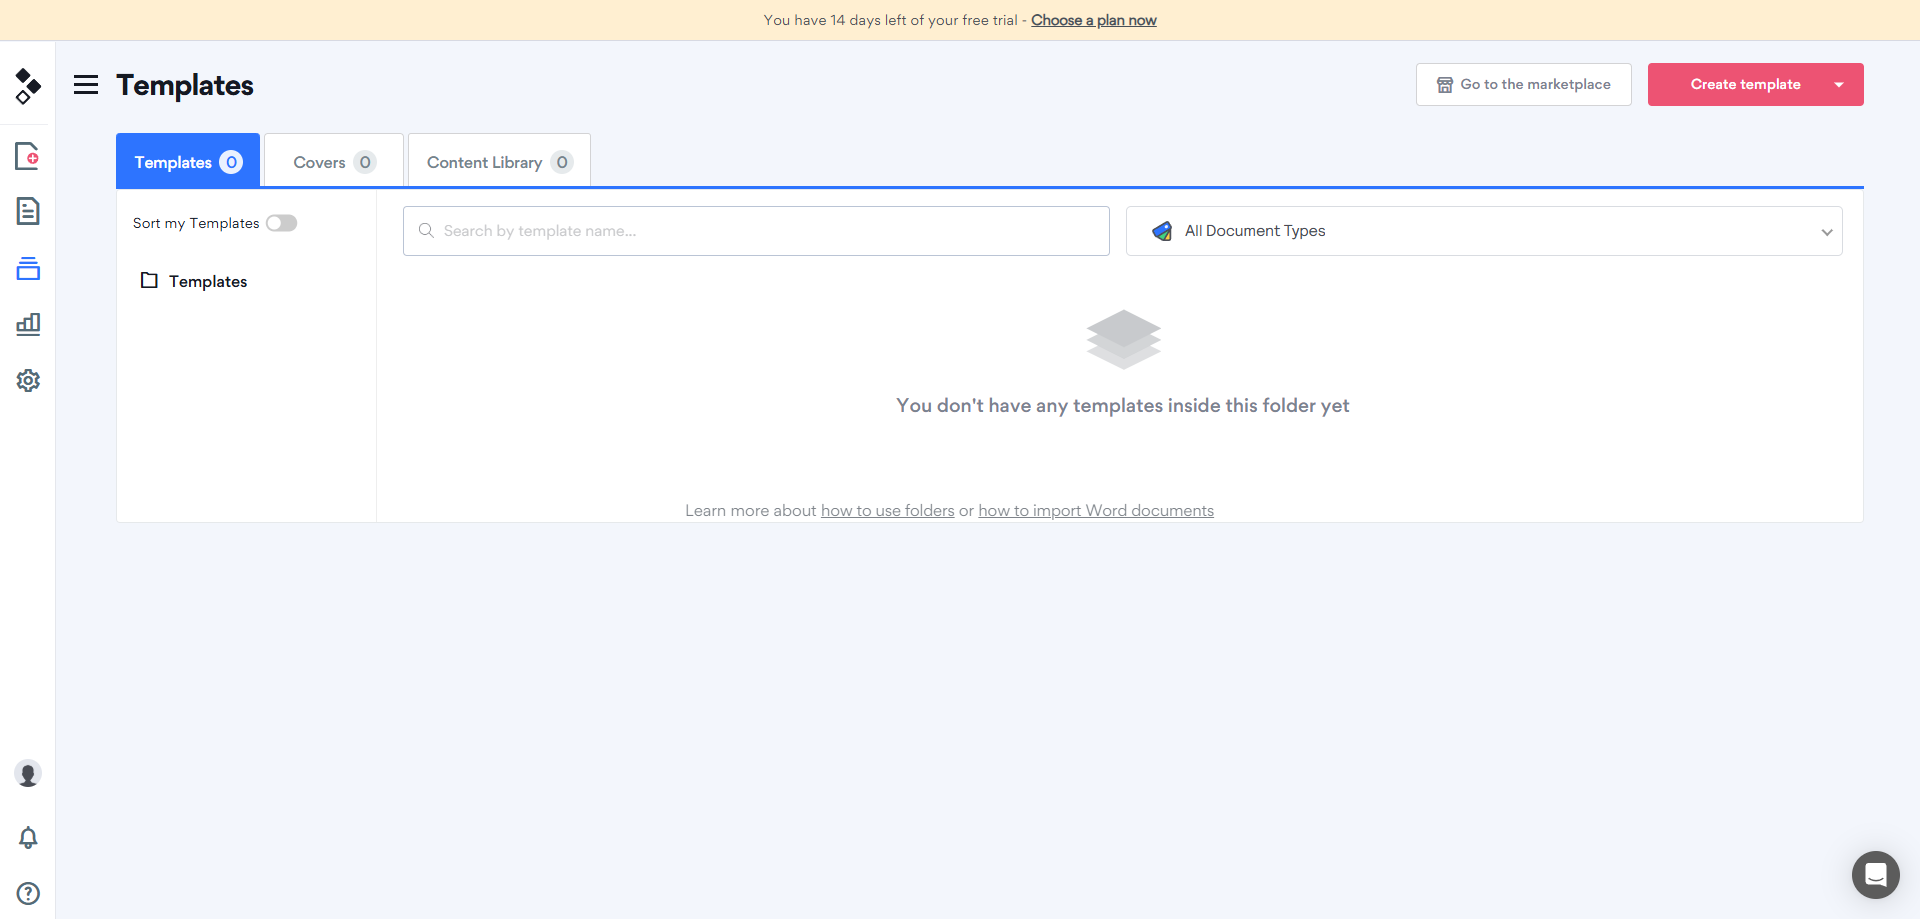 You have 14 days left of your free trial - Choose a plan now
Templates
Go to the marketplace
Create template
Templates 0
Covers 0
Content Library 0
Sort my Templates
Search by template name...
All Document Types
Templates
You don't have any templates inside this folder yet
Learn more about how to use folders or how to import Word documents